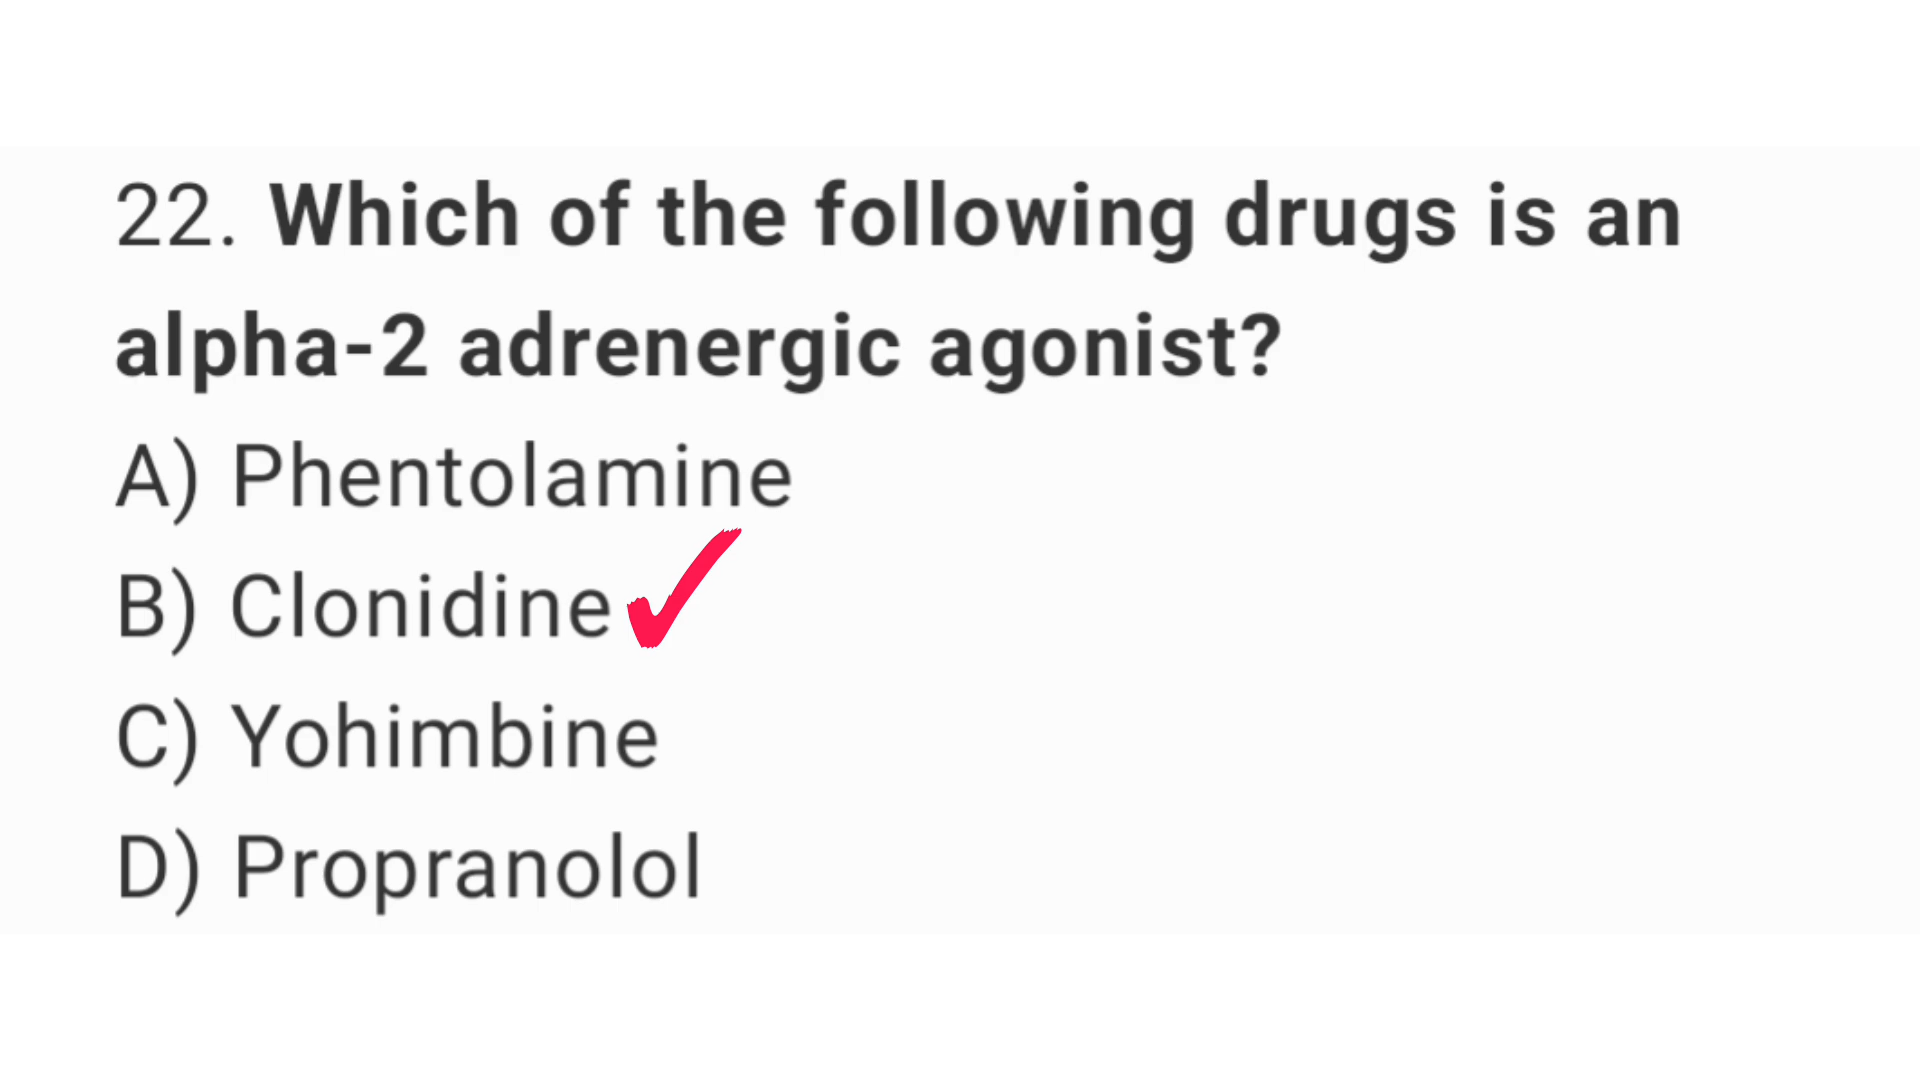 22. Which of the following drugs is an
alpha-2 adrenergic agonist?
A) Phentolamine
B) Clonidine
C) Yohimbine
D) Propranolol